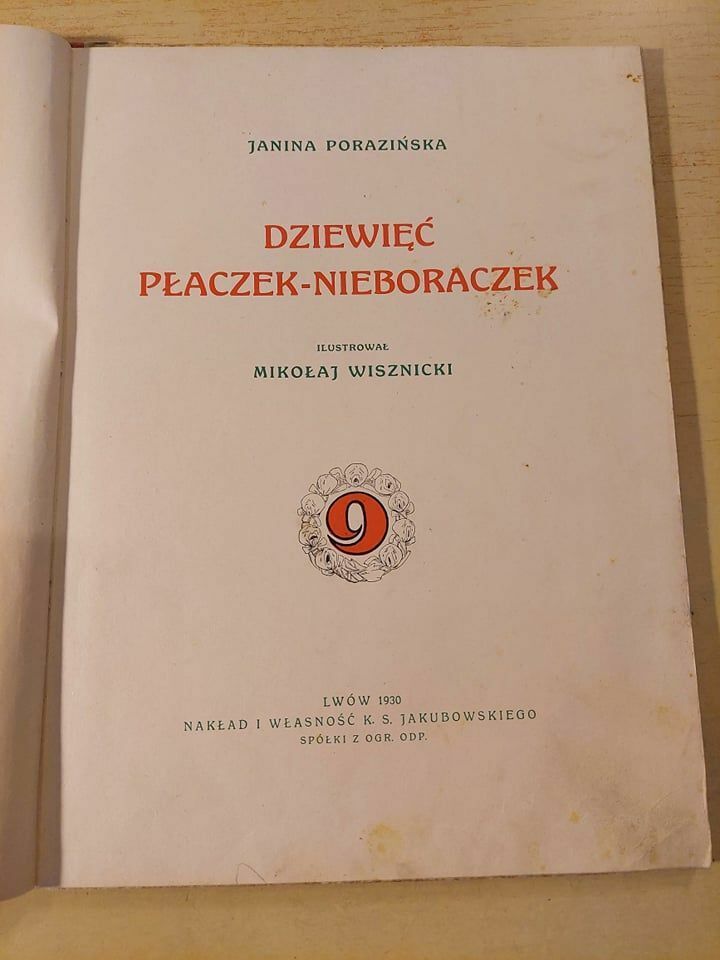 JANINA PORAZIŃSKA
DZIEWIĘĆ
PŁACZEK-NIEBORACZEK
ILUSTROWAŁ
MIKOŁAJ WISZNICKI
9
LWÓW 1930
NAKŁAD I WŁASNOŚĆ K. S. JAKUBOWSKIEGO
SPÓŁKI Z OGR. ODP.